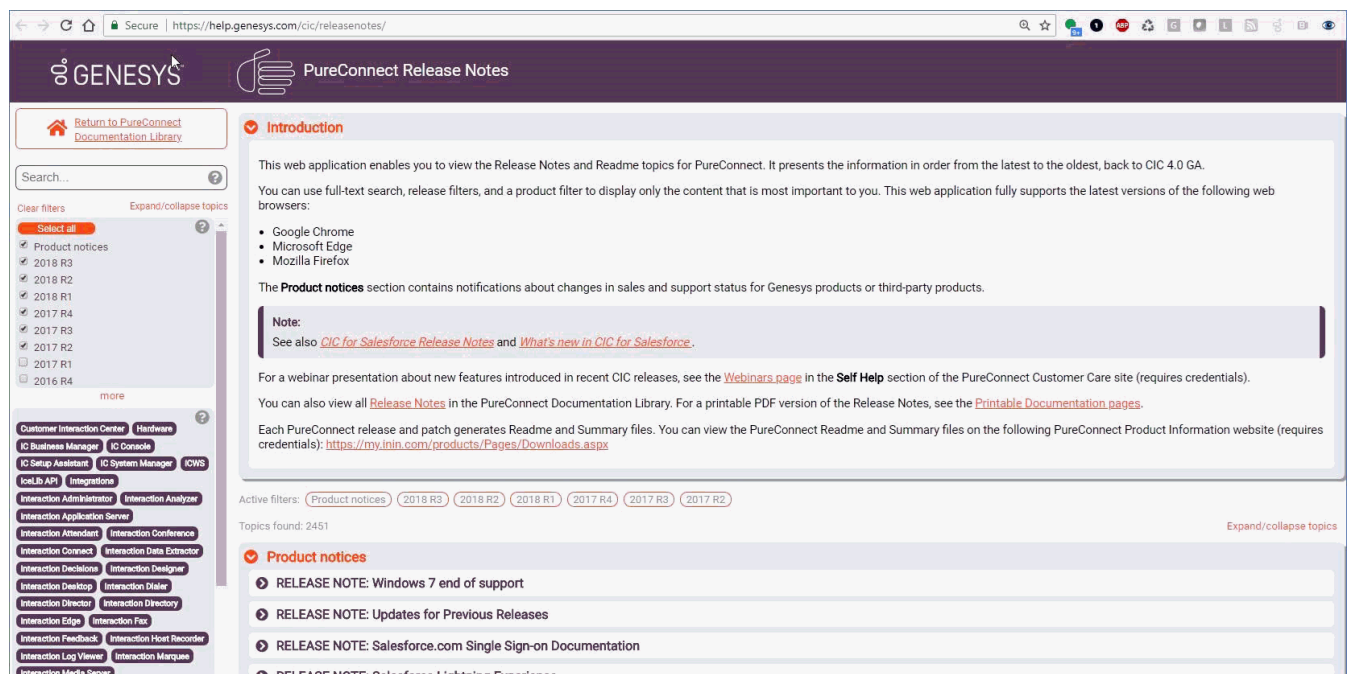 Secure | https://help.genesys.com/cic/releasenotes/
GENESYS
PureConnect Release Notes
Return to PureConnect
Documentation Library
Search...
Clear filters
Expand/collapse topics
Select all
Product notices
2018 R3
2018 R2
2018 R1
2017 R4
2017 R3
2017 R2
2017 R1
2016 R4
more
Customer Interaction Center Hardware
IC Business Manager IC Console
IC Setup Assistant IC System Manager ICWS
IceLib API Integrations
Interaction Administrator Interaction Analyzer
Interaction Application Server
Interaction Attendant Interaction Conference
Interaction Connect Interaction Data Extractor
Interaction Decisions Interaction Designer
Interaction Desktop Interaction Dialer
Interaction Director Interaction Directory
Interaction Edge Interaction Fax
Interaction Feedback Interaction Host Recorder
Interaction Log Viewer Interaction Marquee
Interaction Media Server
Introduction
This web application enables you to view the Release Notes and Readme topics for PureConnect. It presents the information in order from the latest to the oldest, back to CIC 4.0 GA.
You can use full-text search, release filters, and a product filter to display only the content that is most important to you. This web application fully supports the latest versions of the following web
browsers:
• Google Chrome
• Microsoft Edge
• Mozilla Firefox
The Product notices section contains notifications about changes in sales and support status for Genesys products or third-party products.
Note:
See also CIC for Salesforce Release Notes and What's new in CIC for Salesforce .
For a webinar presentation about new features introduced in recent CIC releases, see the Webinars page in the Self Help section of the PureConnect Customer Care site (requires credentials).
You can also view all Release Notes in the PureConnect Documentation Library. For a printable PDF version of the Release Notes, see the Printable Documentation pages.
Each PureConnect release and patch generates Readme and Summary files. You can view the PureConnect Readme and Summary files on the following PureConnect Product Information website (requires
credentials): https://my.inin.com/products/Pages/Downloads.aspx
Active filters: Product notices 2018 R3 2018 R2 2018 R1 2017 R4 2017 R3 2017 R2
Topics found: 2451
Expand/collapse topics
Product notices
RELEASE NOTE: Windows 7 end of support
RELEASE NOTE: Updates for Previous Releases
RELEASE NOTE: Salesforce.com Single Sign-on Documentation
RELEASE NOTE: Salesforce Lightning Experience